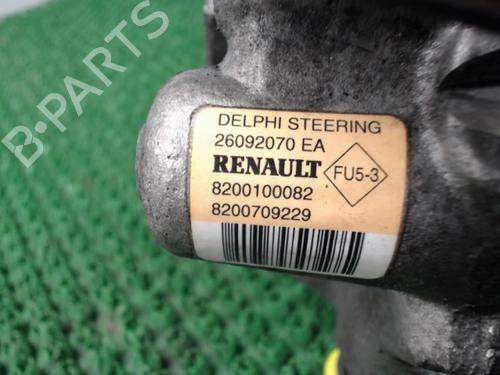 DELPHI STEERING
26092070 EA
RENAULT
FU5-3
8200100082
8200709229
B-PARTS